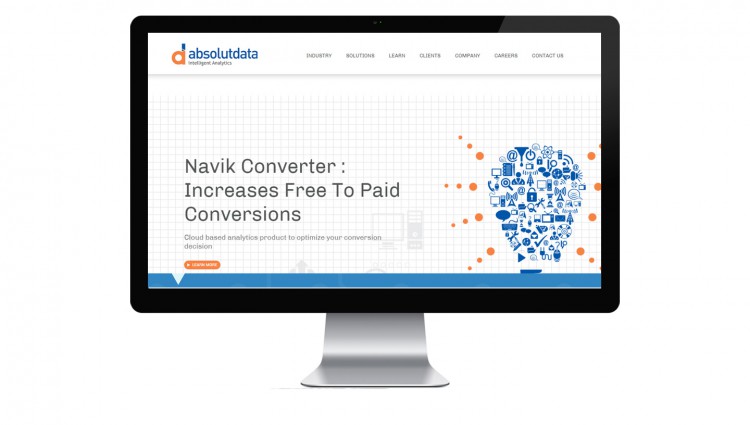 absolutdata
Intelligent Analytics
INDUSTRY SOLUTIONS LEARN CLIENTS COMPANY CAREERS CONTACT US
Navik Converter :
Increases Free To Paid
Conversions
Cloud based analytics product to optimize your conversion
decision
LEARN MORE